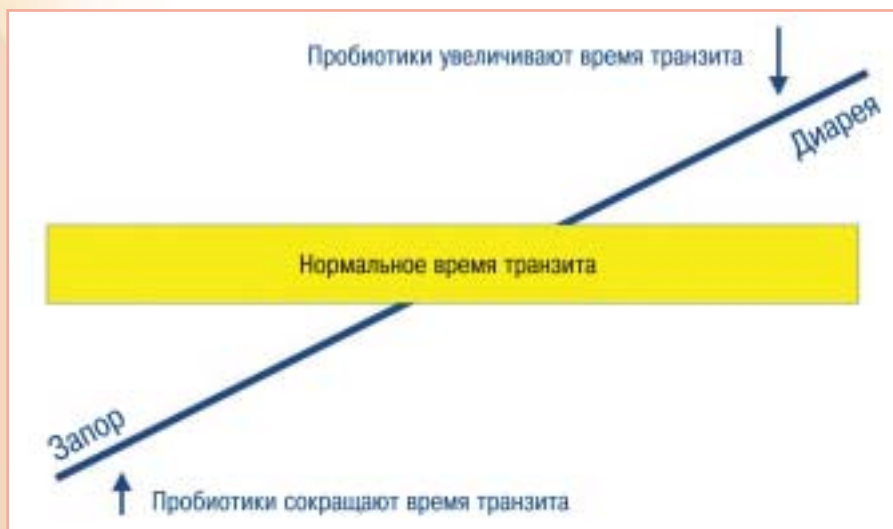 Пробиотики увеличивают время транзита
Диарея
Нормальное время транзита
Запор
Пробиотики сокращают время транзита